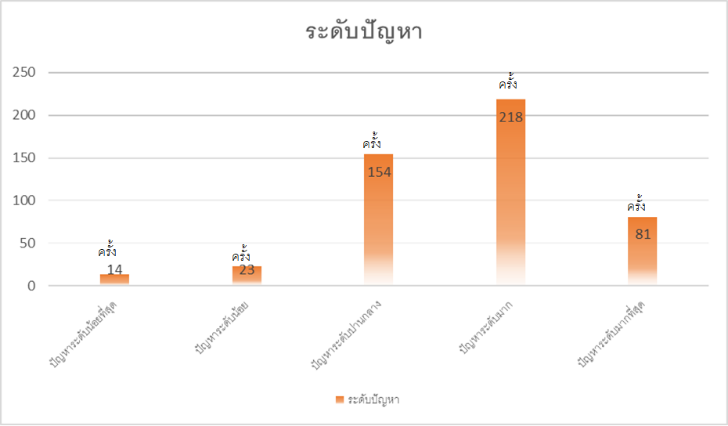 ระดับปัญหา
250
200
150
100
50
0
ครั้ง
14
ครั้ง
23
ครั้ง
154
ครั้ง
218
ครั้ง
81
ปัญหาระดับน้อยที่สุด
ปัญหาระดับน้อย
ปัญหาระดับปานกลาง
ปัญหาระดับมาก
ปัญหาระดับมากที่สุด
ระดับปัญหา